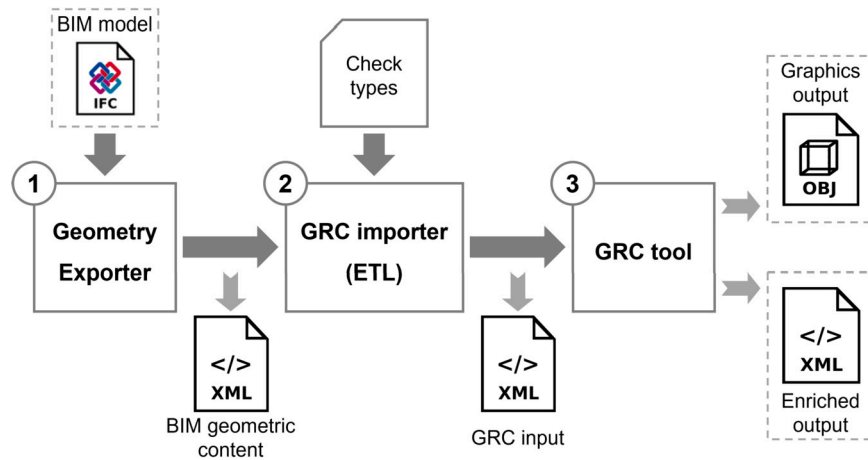 BIM model
IFC
Check
types
Graphics
output
OBJ
1
Geometry
Exporter
2
GRC importer
(ETL)
3
GRC tool
</>
XML
BIM geometric
content
</>
XML
GRC input
</>
XML
Enriched
output